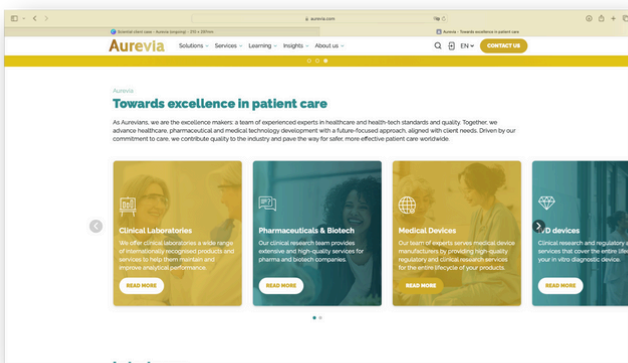 aurevia.com
Scientist client view - Aurevia (ongoing) - 210 × 297mm
Aurevia - Towards excellence in patient care
Aurevia
Solutions
Services
Learning
Insights
About us
EN
CONTACT US
Aurevia
Towards excellence in patient care
As Aurevians, we are the excellence makers: a team of experienced experts in healthcare and health-tech standards and quality. Together, we
advance healthcare, pharmaceutical and medical technology development with a future-focused approach, aligned with client needs. Driven by our
commitment to care, we contribute quality to the industry and pave the way for safer, more effective patient care worldwide.
Clinical Laboratories
We offer clinical laboratories a wide range
of internationally recognised products and
services to help them maintain and
improve analytical performance.
READ MORE
Pharmaceuticals & Biotech
Our clinical research team provides
extensive and high-quality services for
pharma and biotech companies.
READ MORE
Medical Devices
Our team of experts serves medical device
manufacturers by providing high-quality
regulatory and clinical research services
for the entire lifecycle of your products.
READ MORE
D devices
Clinical research and regulatory
services that cover the entire
your in vitro diagnostic device.
READ MORE